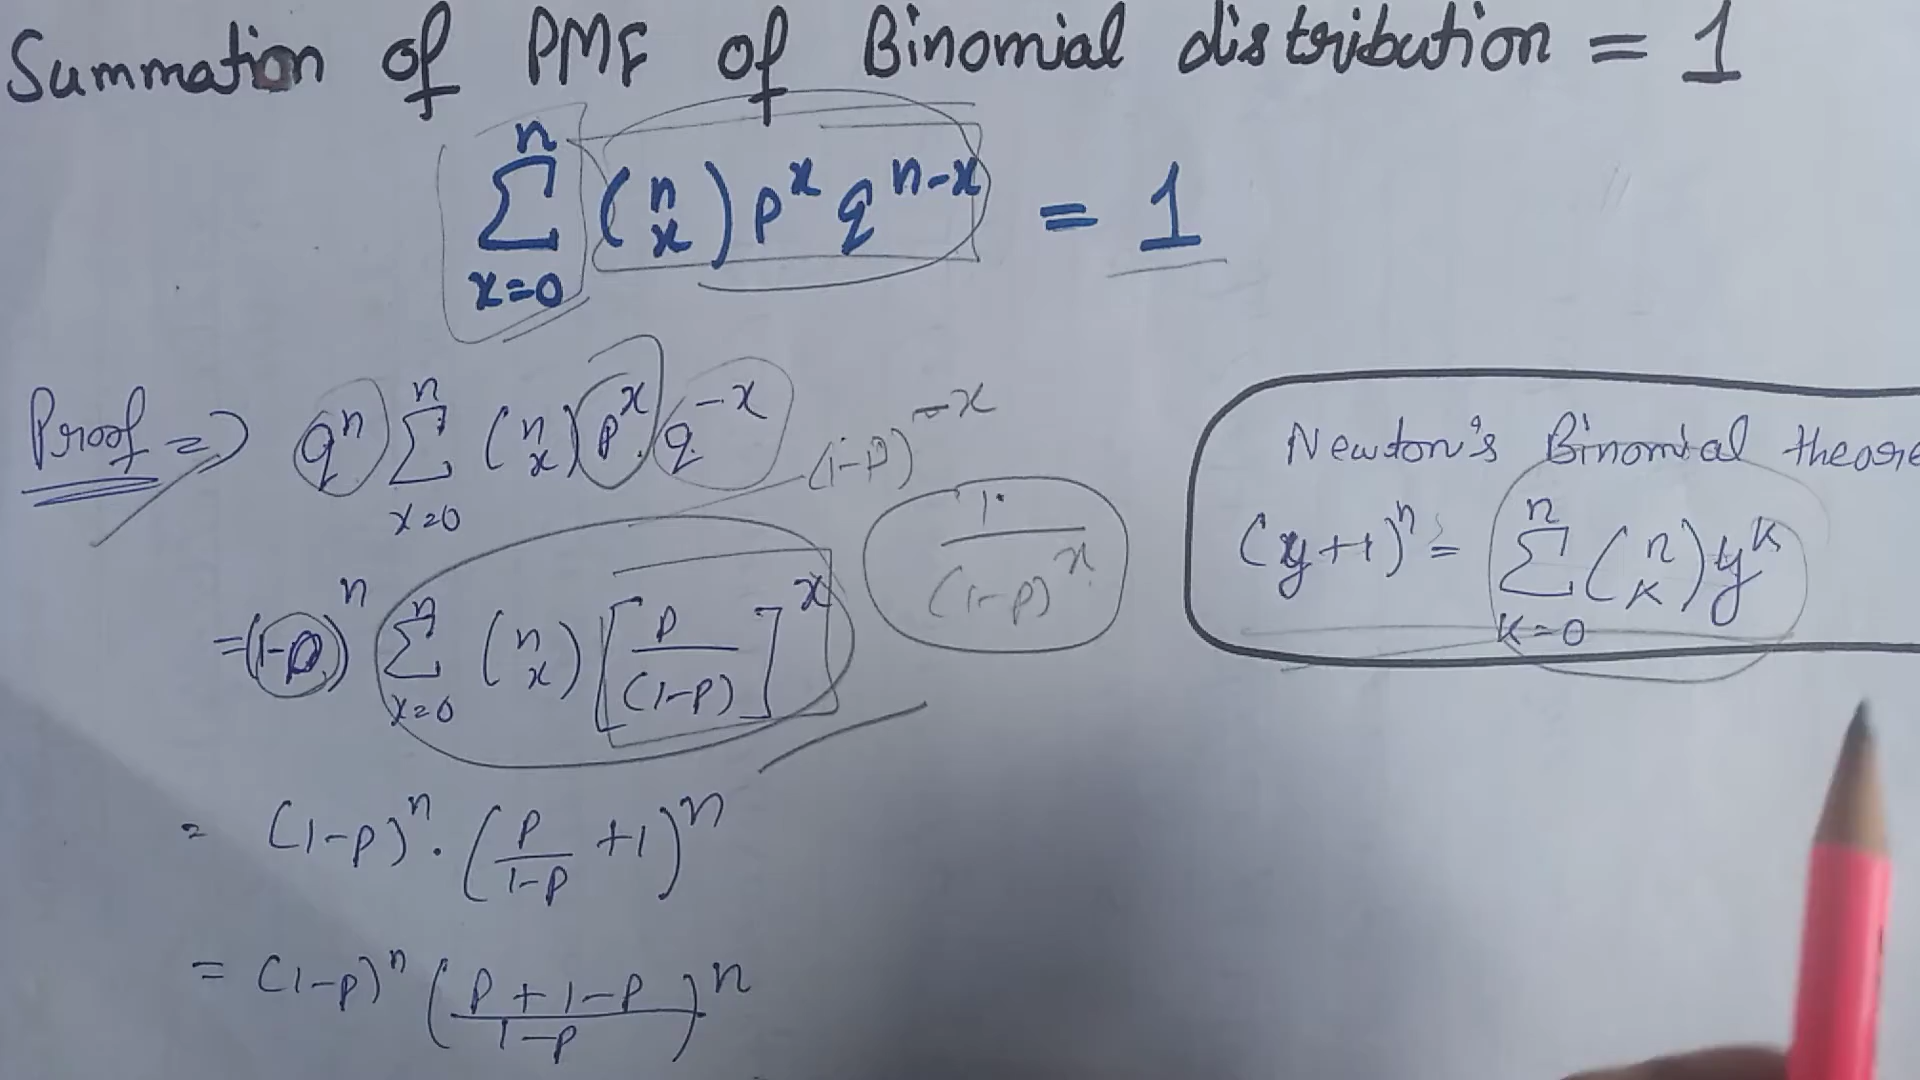 Summation of PMF of Binomial distribution = 1
∑_{x=0}^{n} (n x) p^x q^{n-x} = 1
Proof => q^n ∑_{x=0}^{n} (n x) p^x . q^{-x} (1-p)^{-x}
= (1-p)^n ∑_{x=0}^{n} (n x) [p/(1-p)]^x
1/(1-p)^x
= (1-p)^n . (p/(1-p) + 1)^n
= (1-p)^n ((p+1-p)/(1-p))^n
Newton's Binomial theore
(y+1)^n = ∑_{k=0}^{n} (n k) y^k